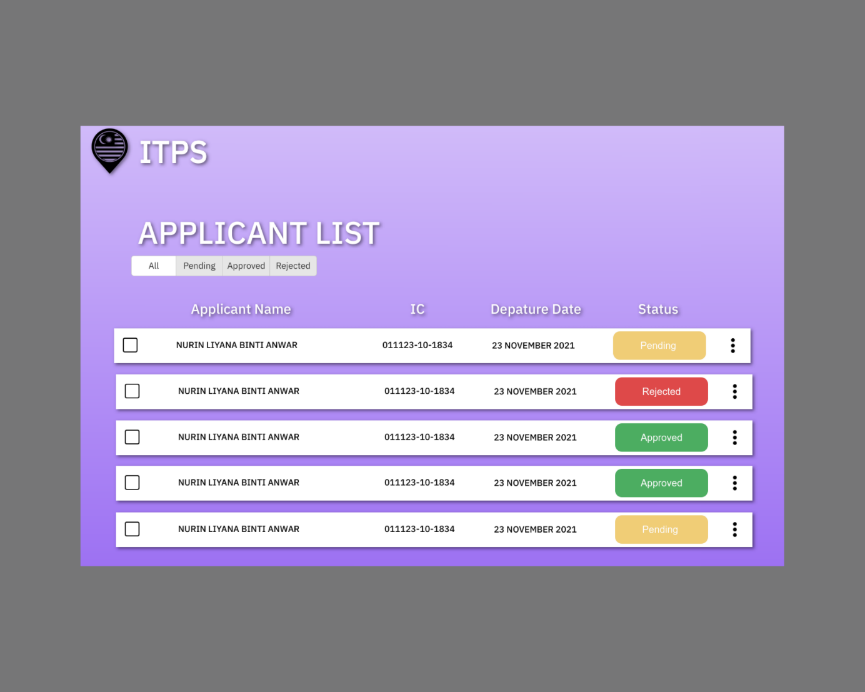 ITPS
APPLICANT LIST
All Pending Approved Rejected
Applicant Name IC Depature Date Status
NURIN LIYANA BINTI ANWAR 011123-10-1834 23 NOVEMBER 2021 Pending
NURIN LIYANA BINTI ANWAR 011123-10-1834 23 NOVEMBER 2021 Rejected
NURIN LIYANA BINTI ANWAR 011123-10-1834 23 NOVEMBER 2021 Approved
NURIN LIYANA BINTI ANWAR 011123-10-1834 23 NOVEMBER 2021 Approved
NURIN LIYANA BINTI ANWAR 011123-10-1834 23 NOVEMBER 2021 Pending